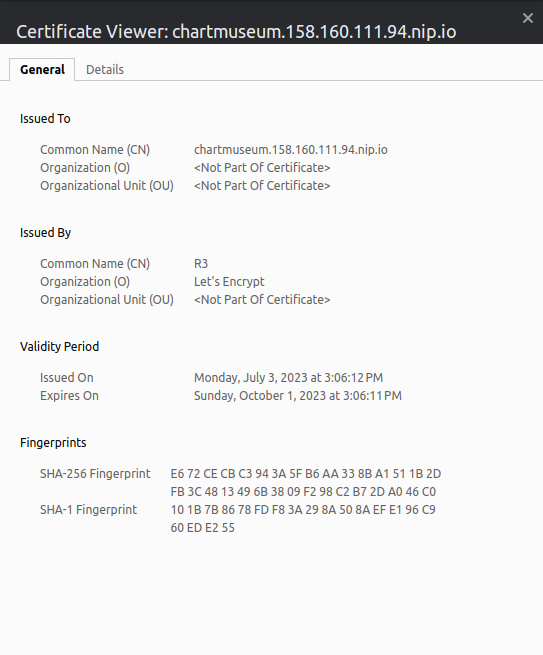 Certificate Viewer: chartmuseum.158.160.111.94.nip.io
General Details
Issued To
Common Name (CN) chartmuseum.158.160.111.94.nip.io
Organization (O) <Not Part Of Certificate>
Organizational Unit (OU) <Not Part Of Certificate>
Issued By
Common Name (CN) R3
Organization (O) Let's Encrypt
Organizational Unit (OU) <Not Part Of Certificate>
Validity Period
Issued On Monday, July 3, 2023 at 3:06:12 PM
Expires On Sunday, October 1, 2023 at 3:06:11 PM
Fingerprints
SHA-256 Fingerprint E6 72 CE CB C3 94 3A 5F B6 AA 33 8B A1 51 1B 2D
FB 3C 48 13 49 6B 38 09 F2 98 C2 B7 2D A0 46 C0
SHA-1 Fingerprint 10 1B 7B 86 78 FD F8 3A 29 8A 50 8A EF E1 96 C9
60 ED E2 55